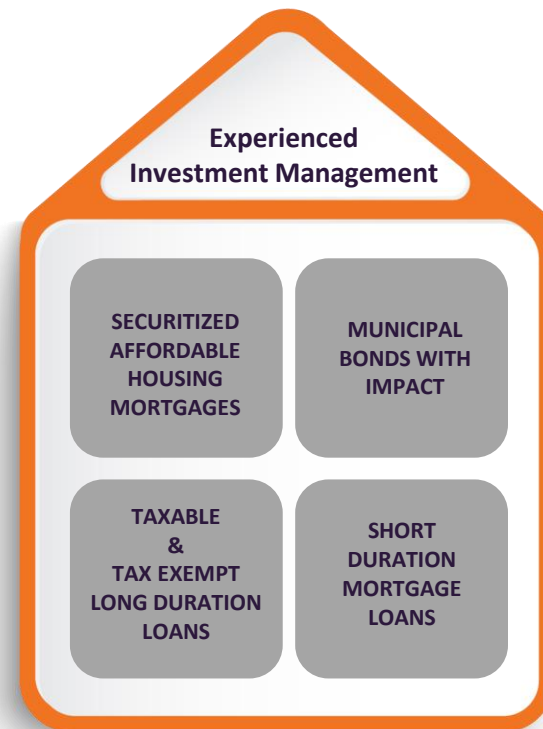 Experienced
Investment Management
SECURITIZED
AFFORDABLE
HOUSING
MORTGAGES
MUNICIPAL
BONDS WITH
IMPACT
TAXABLE
&
TAX EXEMPT
LONG DURATION
LOANS
SHORT
DURATION
MORTGAGE
LOANS